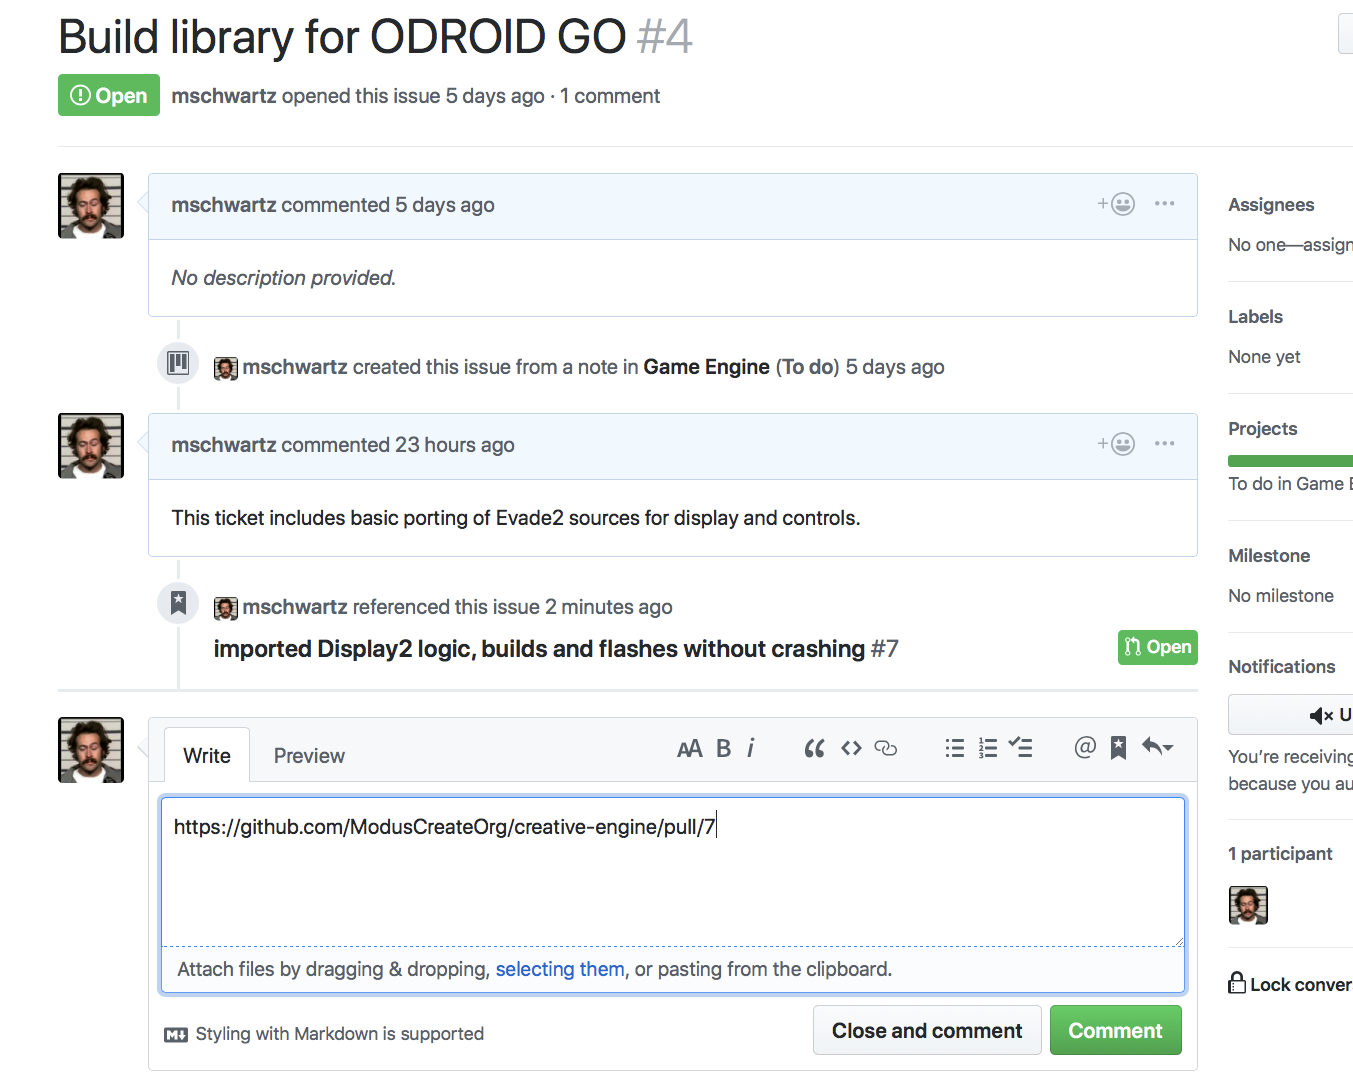 Build library for ODROID GO #4
Open mschwartz opened this issue 5 days ago · 1 comment
mschwartz commented 5 days ago
No description provided.
mschwartz created this issue from a note in Game Engine (To do) 5 days ago
mschwartz commented 23 hours ago
This ticket includes basic porting of Evade2 sources for display and controls.
mschwartz referenced this issue 2 minutes ago
imported Display2 logic, builds and flashes without crashing #7
Open
Write Preview
AA B i
https://github.com/ModusCreateOrg/creative-engine/pull/7
Attach files by dragging & dropping, selecting them, or pasting from the clipboard.
Styling with Markdown is supported
Close and comment Comment
Assignees
No one—assign
Labels
None yet
Projects
To do in Game E
Milestone
No milestone
Notifications
U
You’re receiving
because you au
1 participant
Lock conver